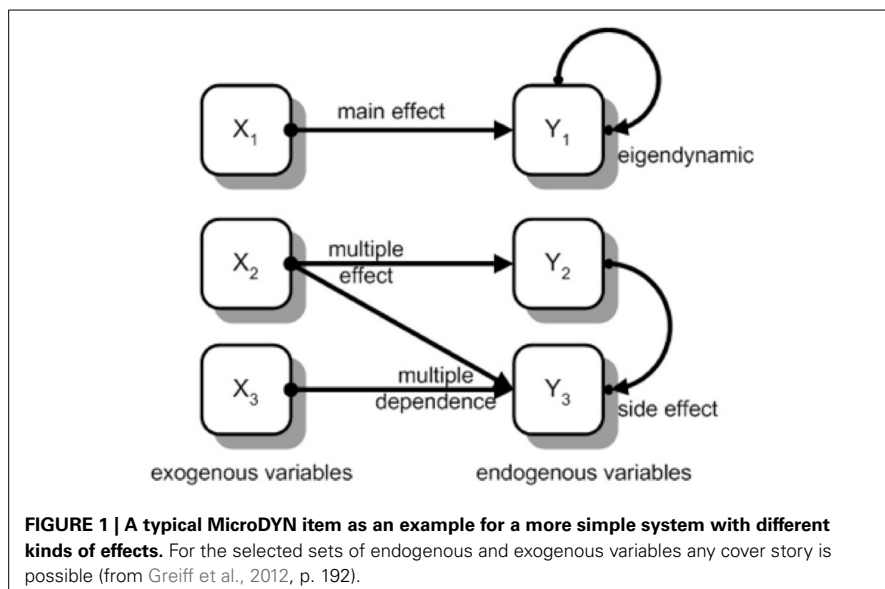 X1
main effect
Y1
eigendynamic
X2
multiple
effect
Y2
X3
multiple
dependence
Y3
side effect
exogenous variables
endogenous variables
FIGURE 1 | A typical MicroDYN item as an example for a more simple system with different
kinds of effects. For the selected sets of endogenous and exogenous variables any cover story is
possible (from Greiff et al., 2012, p. 192).